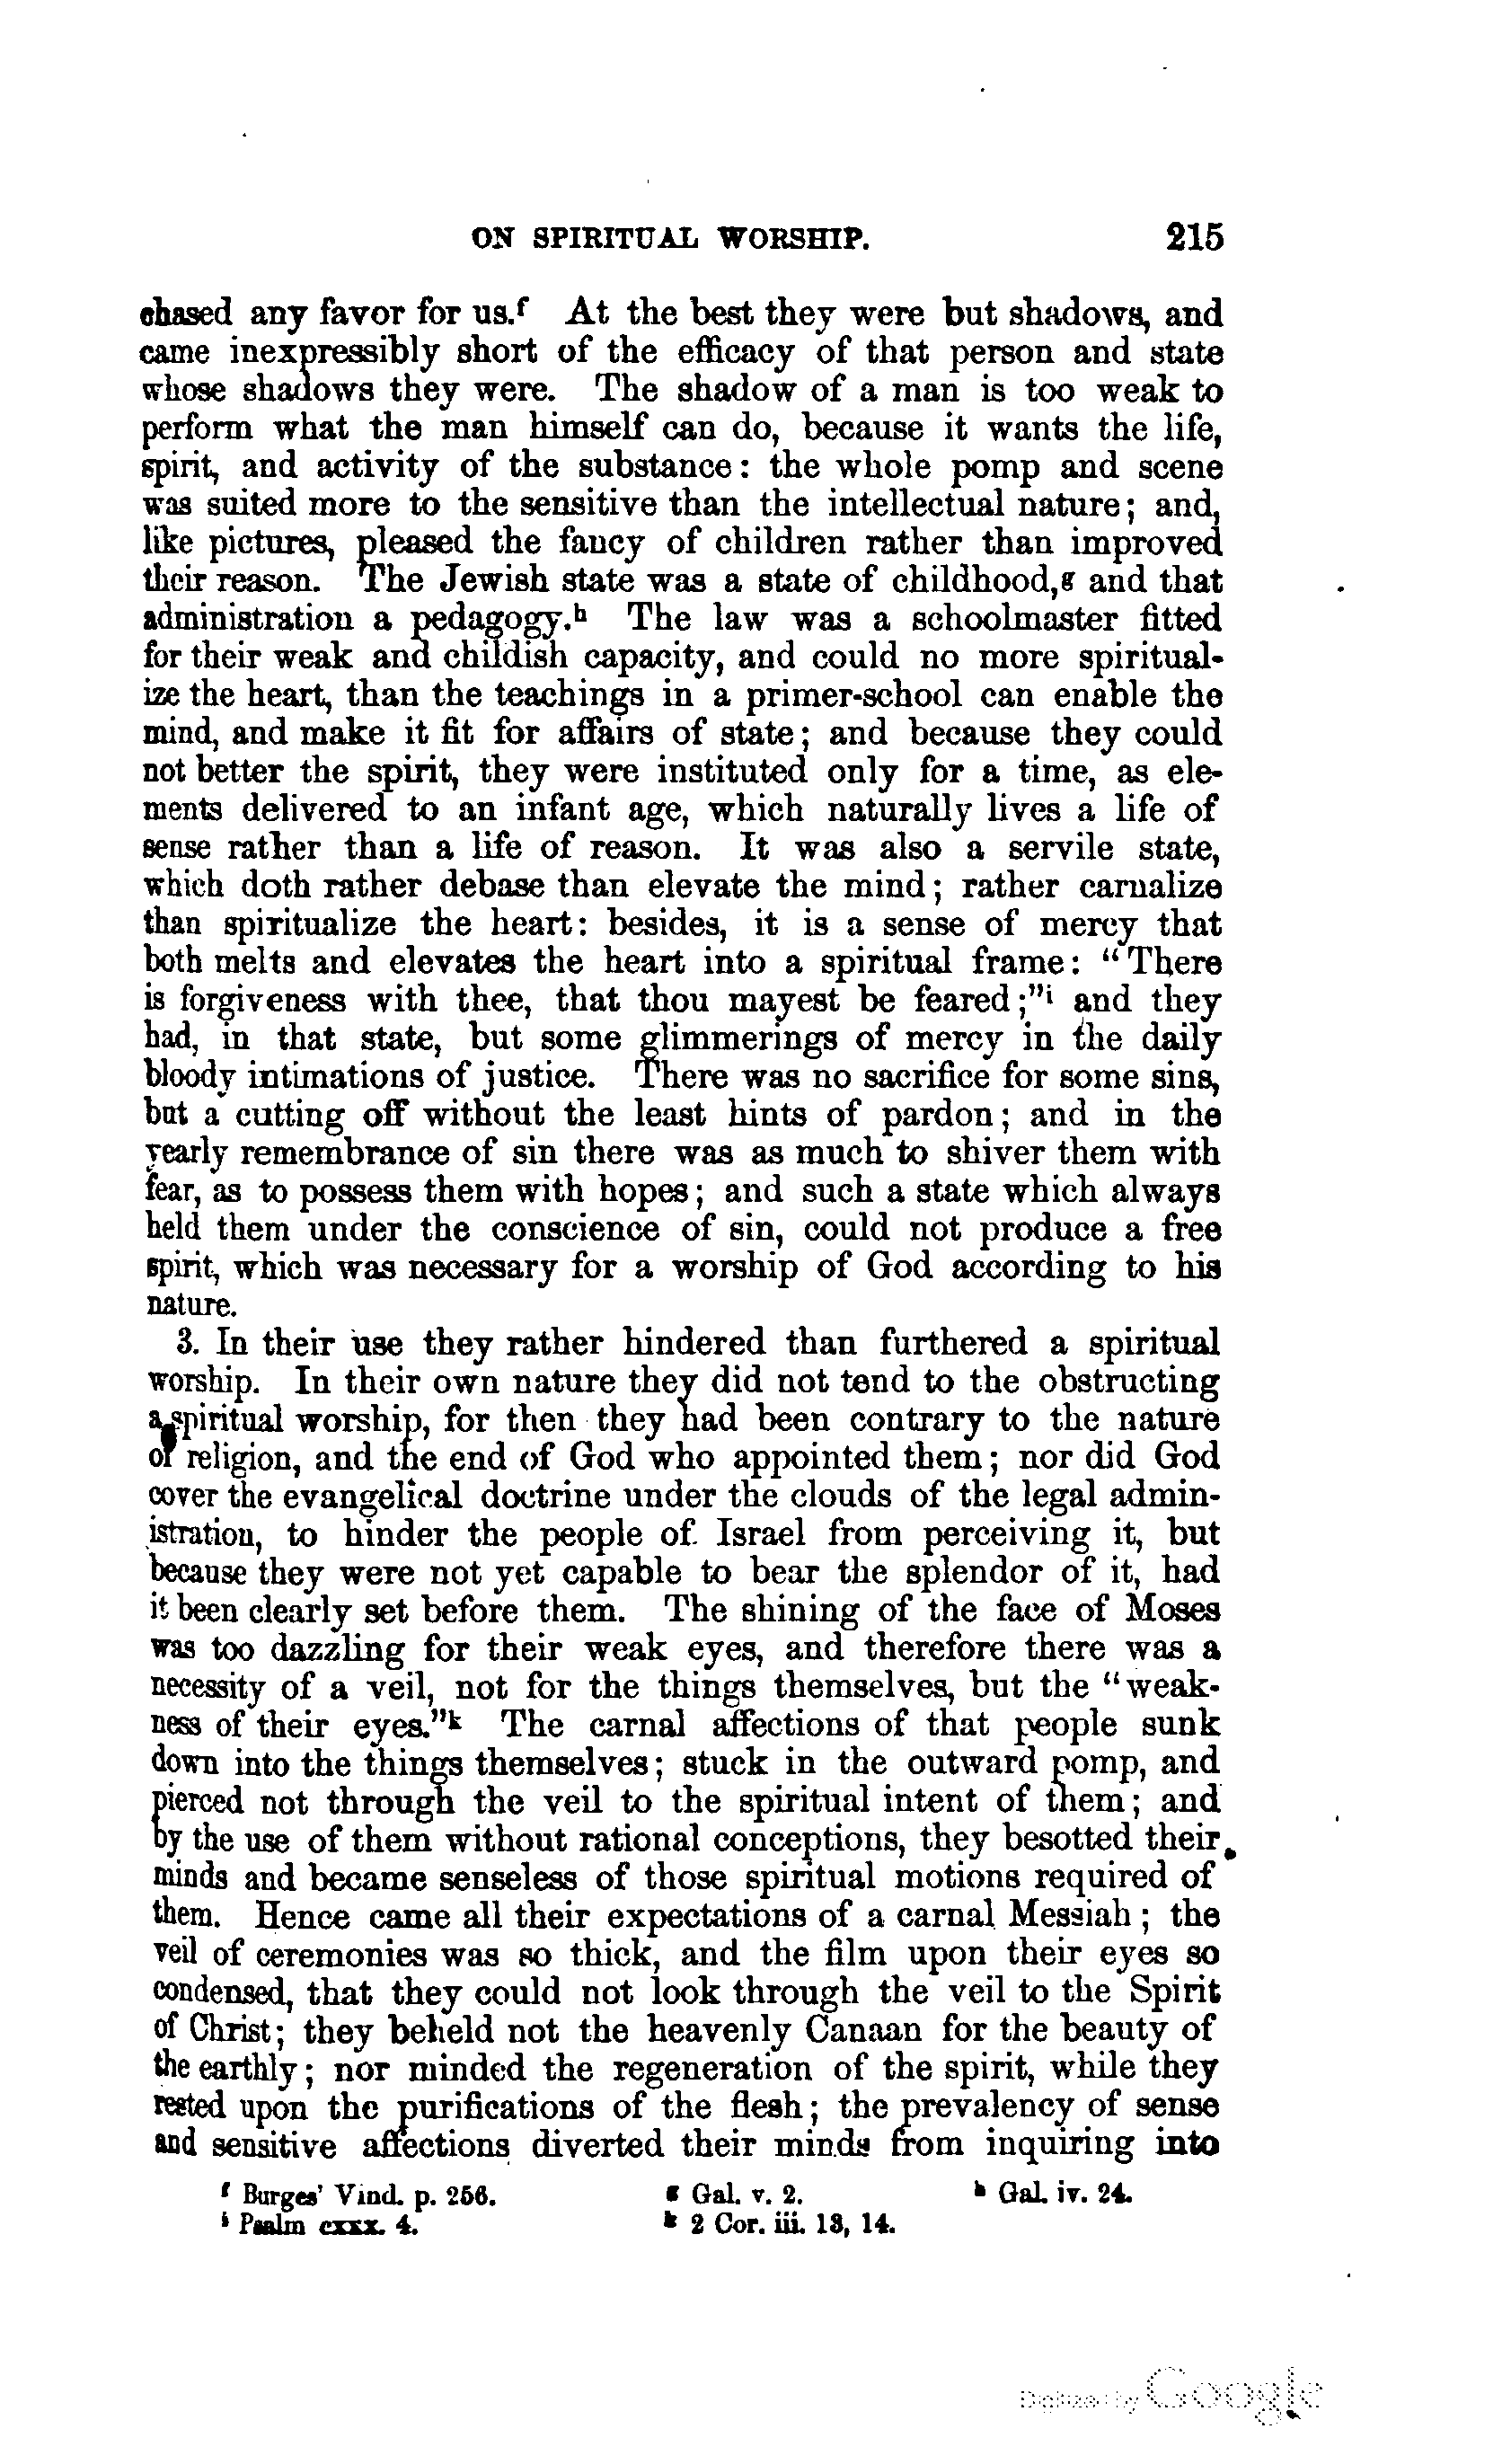 ON SPIRITUAL WORSHIP. 215
chased any favor for us.f At the best they were but shadows, and
came inexpressibly short of the efficacy of that person and state
whose shadows they were. The shadow of a man is too weak to
perform what the man himself can do, because it wants the life,
spirit, and activity of the substance: the whole pomp and scene
was suited more to the sensitive than the intellectual nature; and,
like pictures, pleased the fancy of children rather than improved
their reason. The Jewish state was a state of childhood,g and that
administration a pedagogy.h The law was a schoolmaster fitted
for their weak and childish capacity, and could no more spiritual-
ize the heart, than the teachings in a primer-school can enable the
mind, and make it fit for affairs of state; and because they could
not better the spirit, they were instituted only for a time, as ele-
ments delivered to an infant age, which naturally lives a life of
sense rather than a life of reason. It was also a servile state,
which doth rather debase than elevate the mind; rather carnalize
than spiritualize the heart: besides, it is a sense of mercy that
both melts and elevates the heart into a spiritual frame: "There
is forgiveness with thee, that thou mayest be feared;"i and they
had, in that state, but some glimmerings of mercy in the daily
bloody intimations of justice. There was no sacrifice for some sins,
but a cutting off without the least hints of pardon; and in the
yearly remembrance of sin there was as much to shiver them with
fear, as to possess them with hopes; and such a state which always
held them under the conscience of sin, could not produce a free
spirit, which was necessary for a worship of God according to his
nature.
3. In their use they rather hindered than furthered a spiritual
worship. In their own nature they did not tend to the obstructing
a spiritual worship, for then they had been contrary to the nature
of religion, and the end of God who appointed them; nor did God
cover the evangelical doctrine under the clouds of the legal admin-
istration, to hinder the people of Israel from perceiving it, but
because they were not yet capable to bear the splendor of it, had
it been clearly set before them. The shining of the face of Moses
was too dazzling for their weak eyes, and therefore there was a
necessity of a veil, not for the things themselves, but the "weak-
ness of their eyes."k The carnal affections of that people sunk
down into the things themselves; stuck in the outward pomp, and
pierced not through the veil to the spiritual intent of them; and
by the use of them without rational conceptions, they besotted their
minds and became senseless of those spiritual motions required of
them. Hence came all their expectations of a carnal Messiah; the
veil of ceremonies was so thick, and the film upon their eyes so
condensed, that they could not look through the veil to the Spirit
of Christ; they beheld not the heavenly Canaan for the beauty of
the earthly; nor minded the regeneration of the spirit, while they
rested upon the purifications of the flesh; the prevalency of sense
and sensitive affections diverted their minds from inquiring into
f Burges' Vind. p. 256. g Gal. v. 2. h Gal. iv. 24.
i Psalm cxxx. 4. k 2 Cor. iii. 13, 14.
Digitized by Google